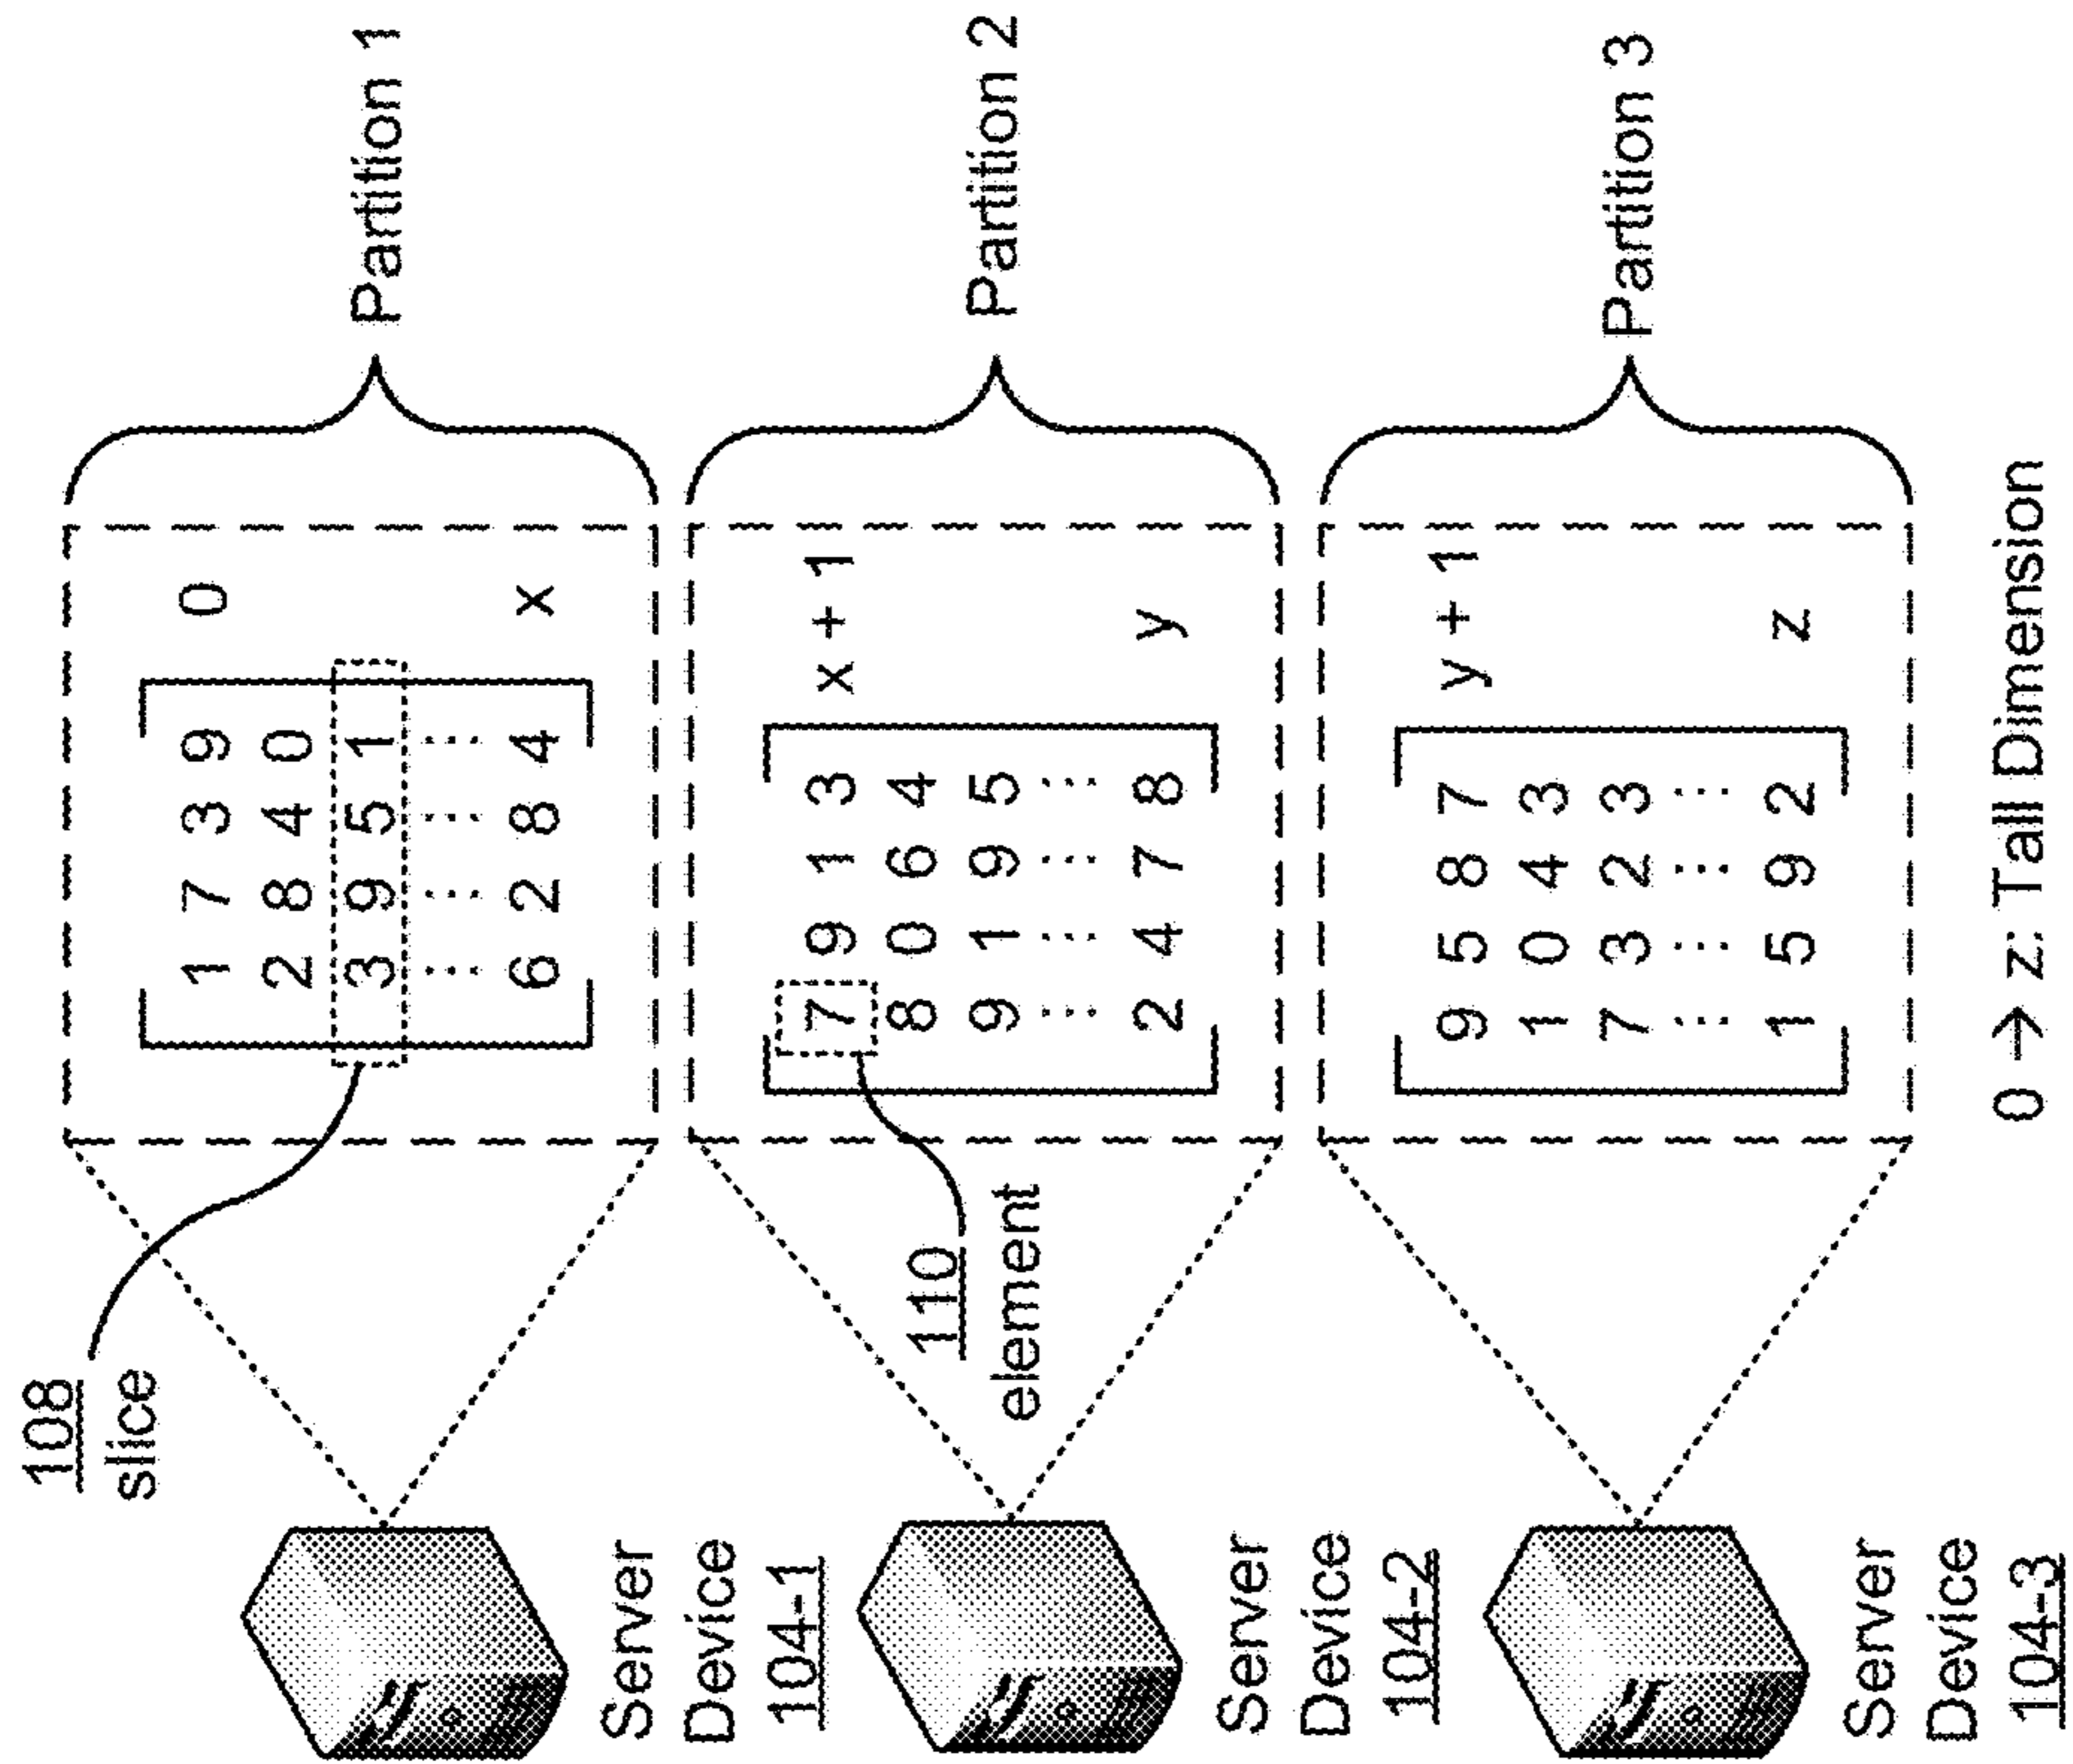 108
slice
1 7 3 9 0
2 8 4 0
3 9 5 1
⋮ ⋮ ⋮ ⋮
6 2 8 4 x
Partition 1
Server
Device
104-1
7 9 1 3 x + 1
8 0 6 4
9 1 9 5
⋮ ⋮ ⋮ ⋮
2 4 7 8 y
Partition 2
110
element
Server
Device
104-2
9 5 8 7 y + 1
1 0 4 3
7 3 2 3
⋮ ⋮ ⋮ ⋮
1 5 9 2 z
Partition 3
Server
Device
104-3
0 → z: Tall Dimension